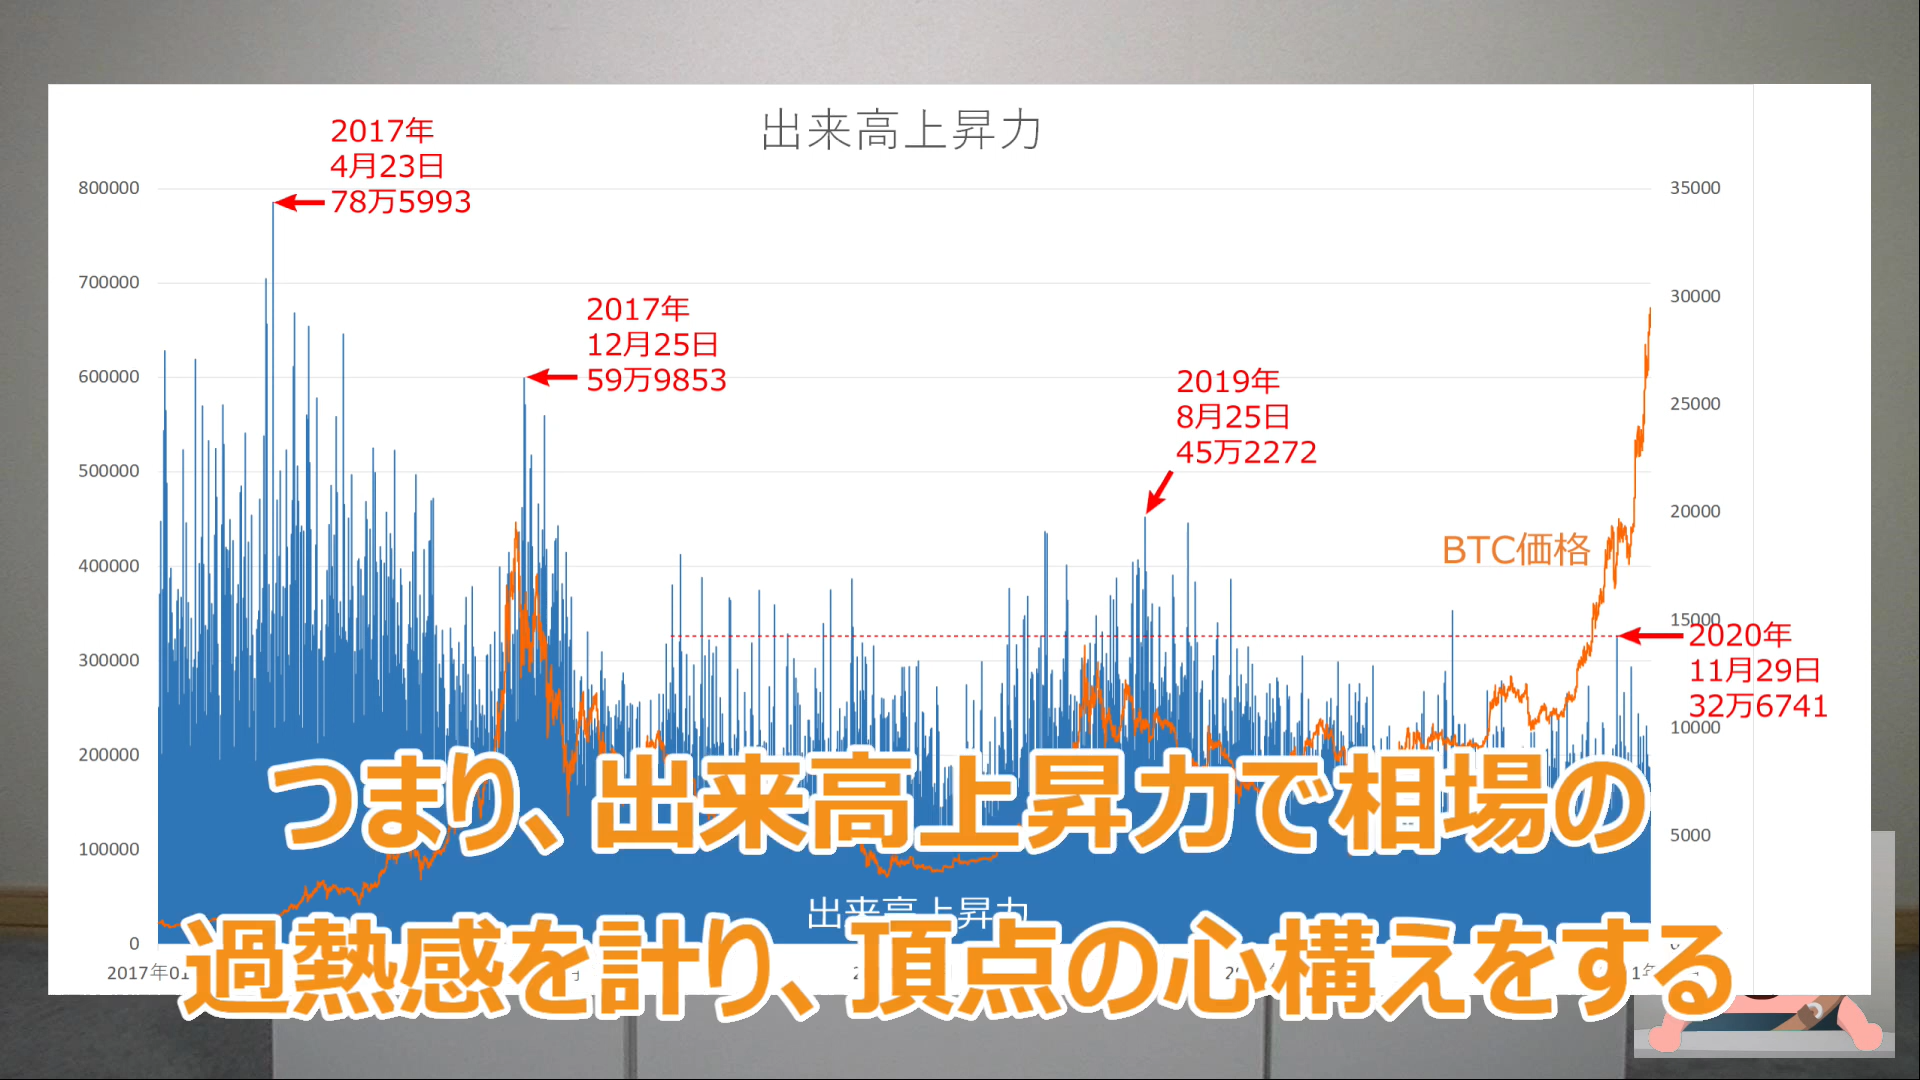 出来高上昇力
2017年
4月23日
78万5993
2017年
12月25日
59万9853
2019年
8月25日
45万2272
BTC価格
2020年
11月29日
32万6741
800000
700000
600000
500000
400000
300000
200000
100000
0
35000
30000
25000
20000
15000
10000
5000
出来高上昇力
2017年01
つまり、出来高上昇力で相場の
過熱感を計り、頂点の心構えをする